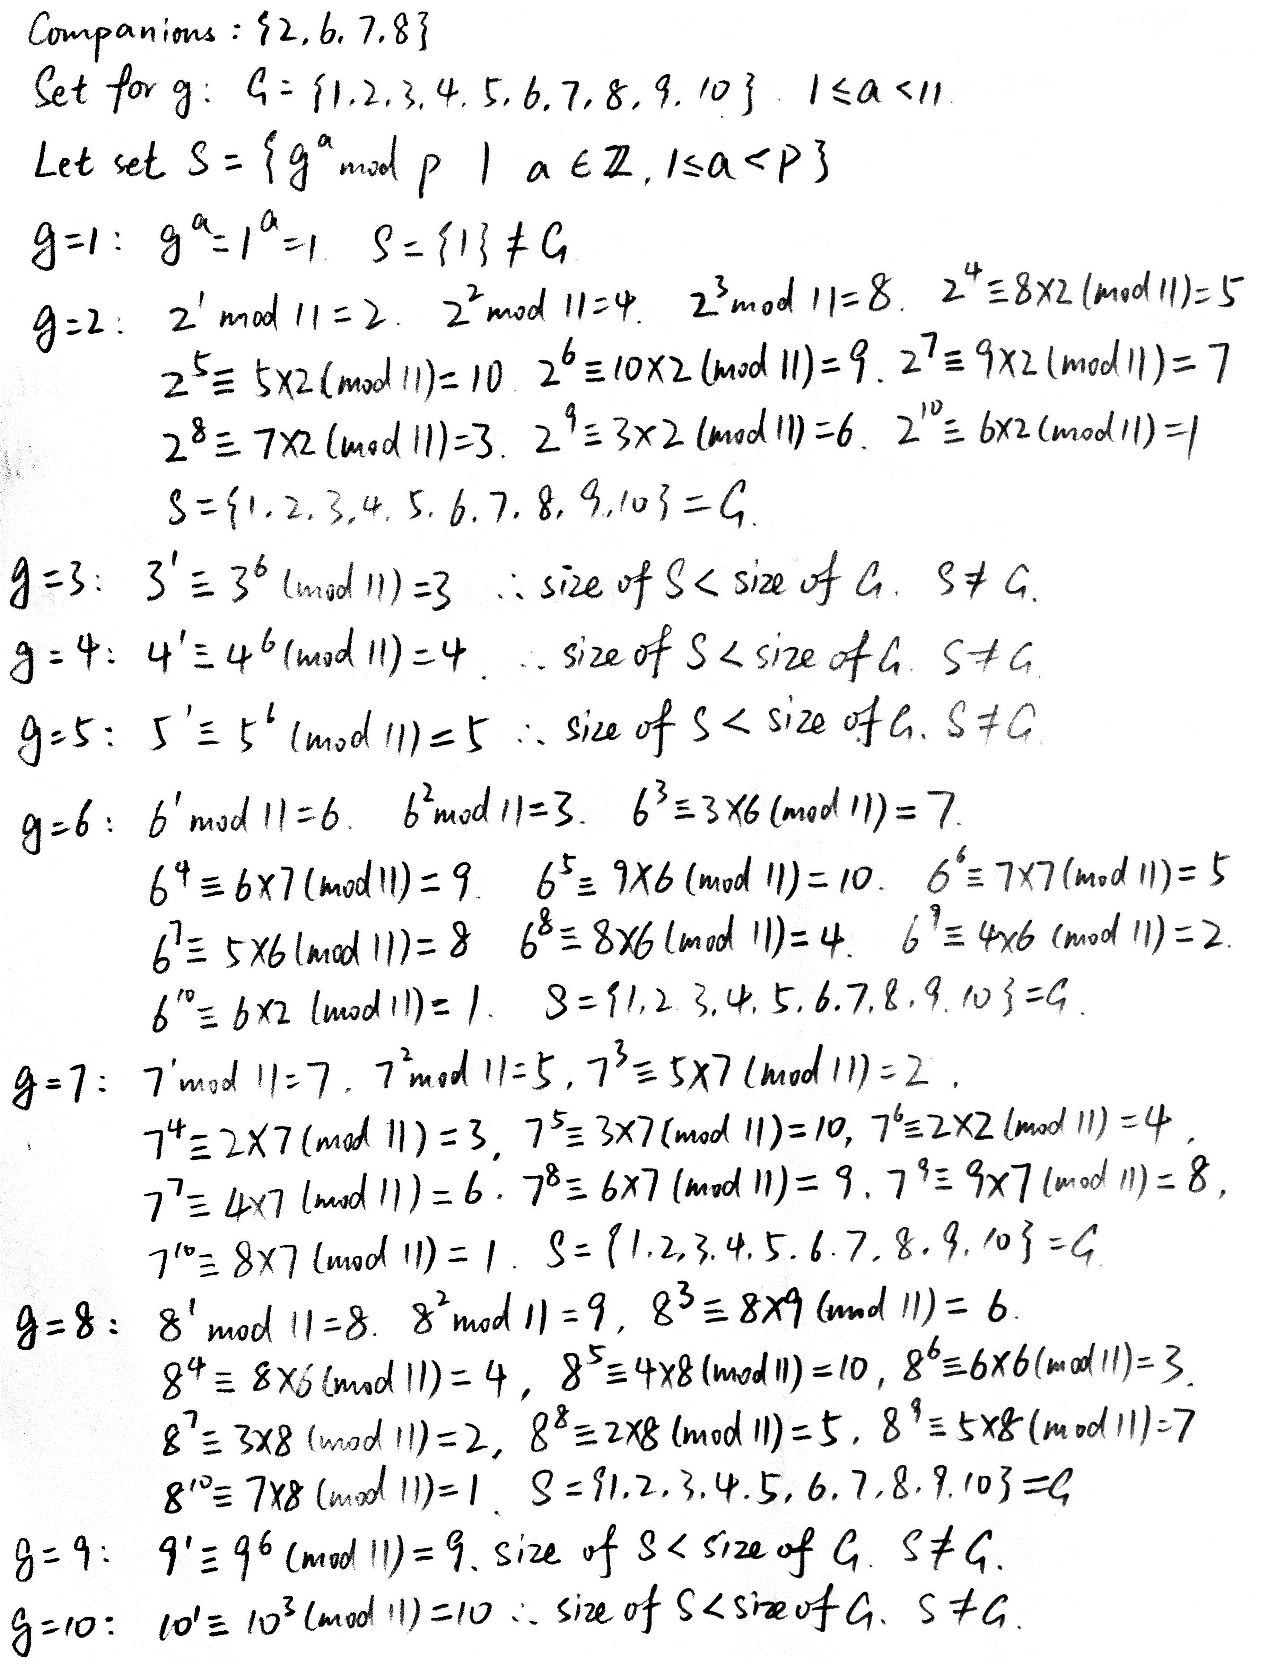 Companions : {2, 6, 7, 8}
Set for g: G = {1. 2. 3. 4. 5. 6. 7. 8. 9. 10} . 1≤a<11
Let set S = {g^a mod p | a ∈ ℤ, 1≤a<p}
g=1: g^a=1^a=1 S={1}≠G
g=2: 2^1 mod 11=2. 2^2 mod 11=4. 2^3 mod 11=8. 2^4≡8×2(mod 11)=5
2^5≡5×2(mod 11)=10 2^6≡10×2(mod 11)=9. 2^7≡9×2(mod 11)=7
2^8≡7×2(mod 11)=3. 2^9≡3×2(mod 11)=6. 2^10≡6×2(mod 11)=1
S={1. 2. 3. 4. 5. 6. 7. 8. 9. 10}=G.
g=3: 3^1≡3^6(mod 11)=3 ∴ size of S < size of G. S≠G.
g=4: 4^1≡4^6(mod 11)=4. ∴ size of S < size of G. S≠G.
g=5: 5^1≡5^6(mod 11)=5 ∴ size of S < size of G. S≠G
g=6: 6^1 mod 11=6. 6^2 mod 11=3. 6^3≡3×6(mod 11)=7.
6^4≡6×7(mod 11)=9. 6^5≡9×6(mod 11)=10. 6^6≡7×7(mod 11)=5
6^7≡5×6(mod 11)=8 6^8≡8×6(mod 11)=4. 6^9≡4×6(mod 11)=2.
6^10≡6×2(mod 11)=1. S={1. 2 3. 4. 5. 6. 7. 8. 9. 10}=G.
g=7: 7^1 mod 11=7. 7^2 mod 11=5, 7^3≡5×7(mod 11)=2.
7^4≡2×7(mod 11)=3, 7^5≡3×7(mod 11)=10, 7^6≡2×2(mod 11)=4,
7^7≡4×7(mod 11)=6. 7^8≡6×7(mod 11)=9. 7^9≡9×7(mod 11)=8,
7^10≡8×7(mod 11)=1. S={1. 2, 3. 4. 5. 6. 7. 8. 9. 10}=G
g=8: 8^1 mod 11=8. 8^2 mod 11=9, 8^3≡8×9(mod 11)=6.
8^4≡8×6(mod 11)=4, 8^5≡4×8(mod 11)=10, 8^6≡6×6(mod 11)=3.
8^7≡3×8(mod 11)=2, 8^8≡2×8(mod 11)=5. 8^9≡5×8(mod 11)=7
8^10≡7×8(mod 11)=1. S={1. 2. 3. 4. 5. 6. 7. 8. 9. 10}=G
g=9: 9^1≡9^6(mod 11)=9. size of S < size of G. S≠G.
g=10: 10^1≡10^3(mod 11)=10 ∴ size of S < size of G. S≠G.